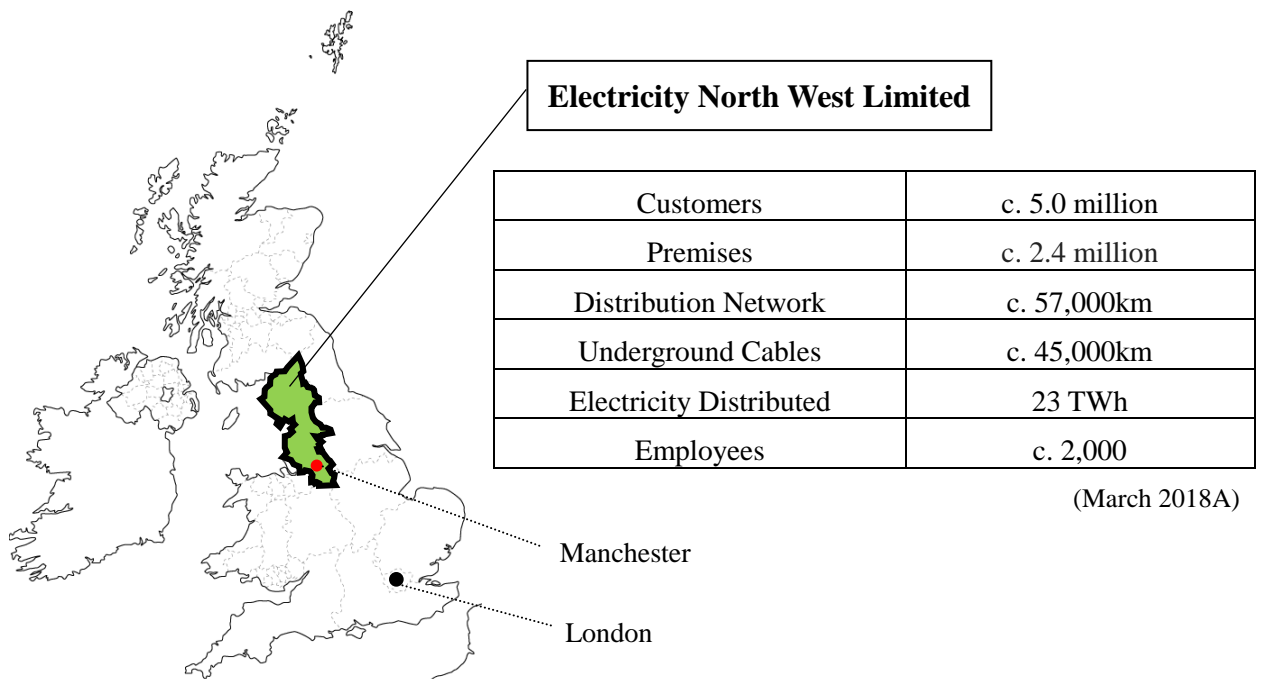 Electricity North West Limited
Customers c. 5.0 million
Premises c. 2.4 million
Distribution Network c. 57,000km
Underground Cables c. 45,000km
Electricity Distributed 23 TWh
Employees c. 2,000
(March 2018A)
Manchester
London